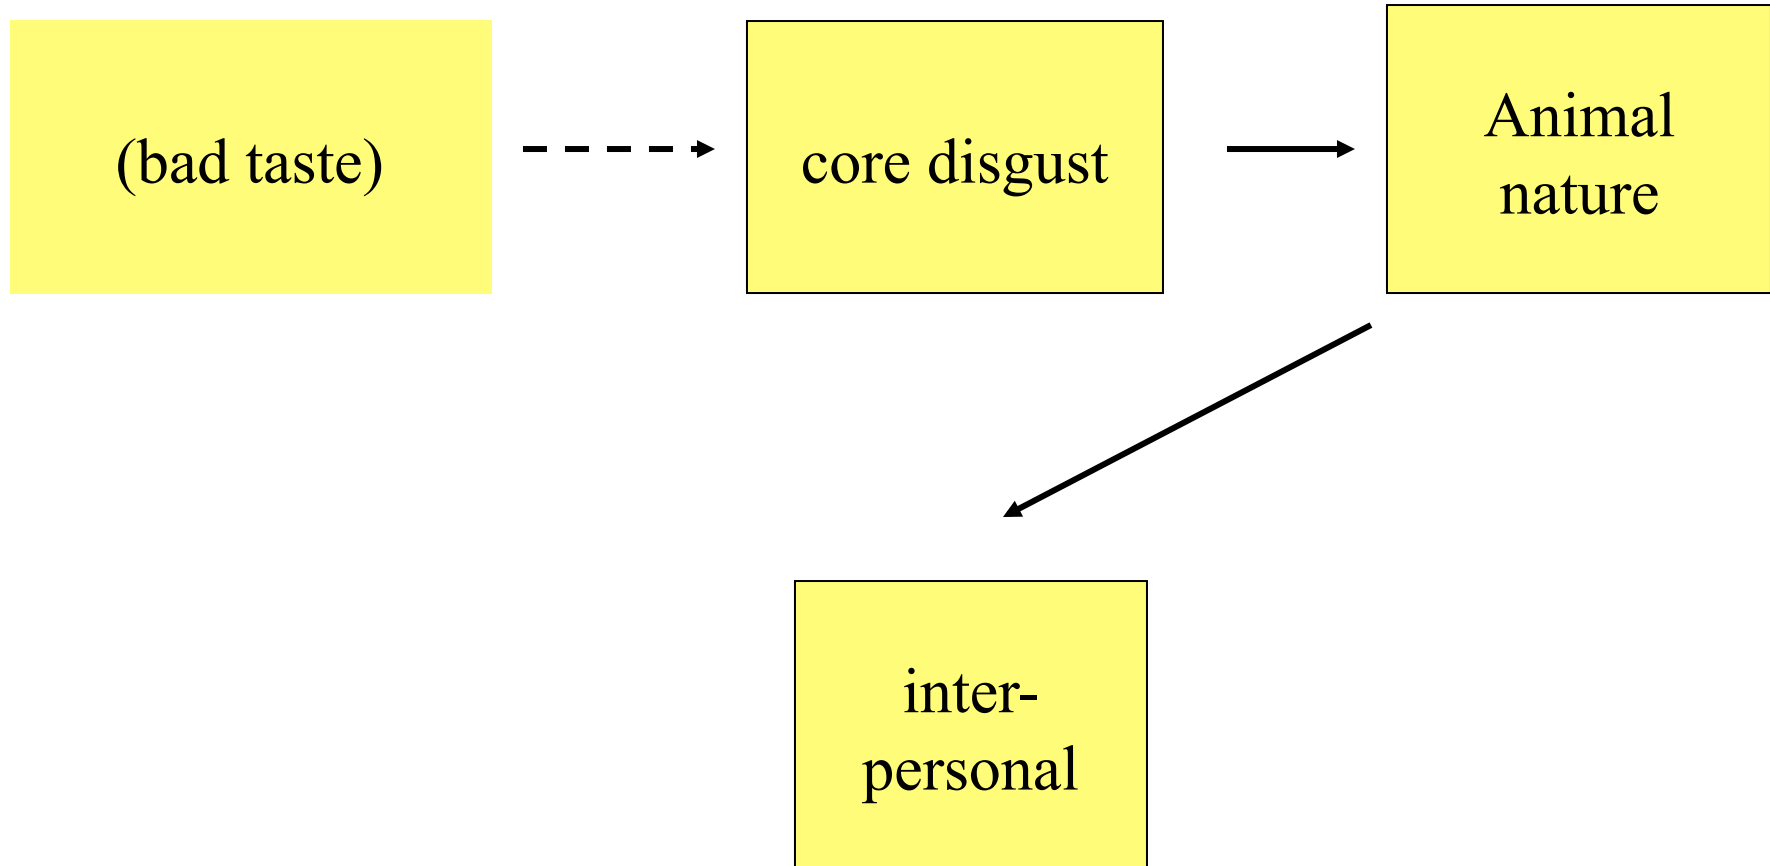 (bad taste)
core disgust
Animal
nature
inter-
personal